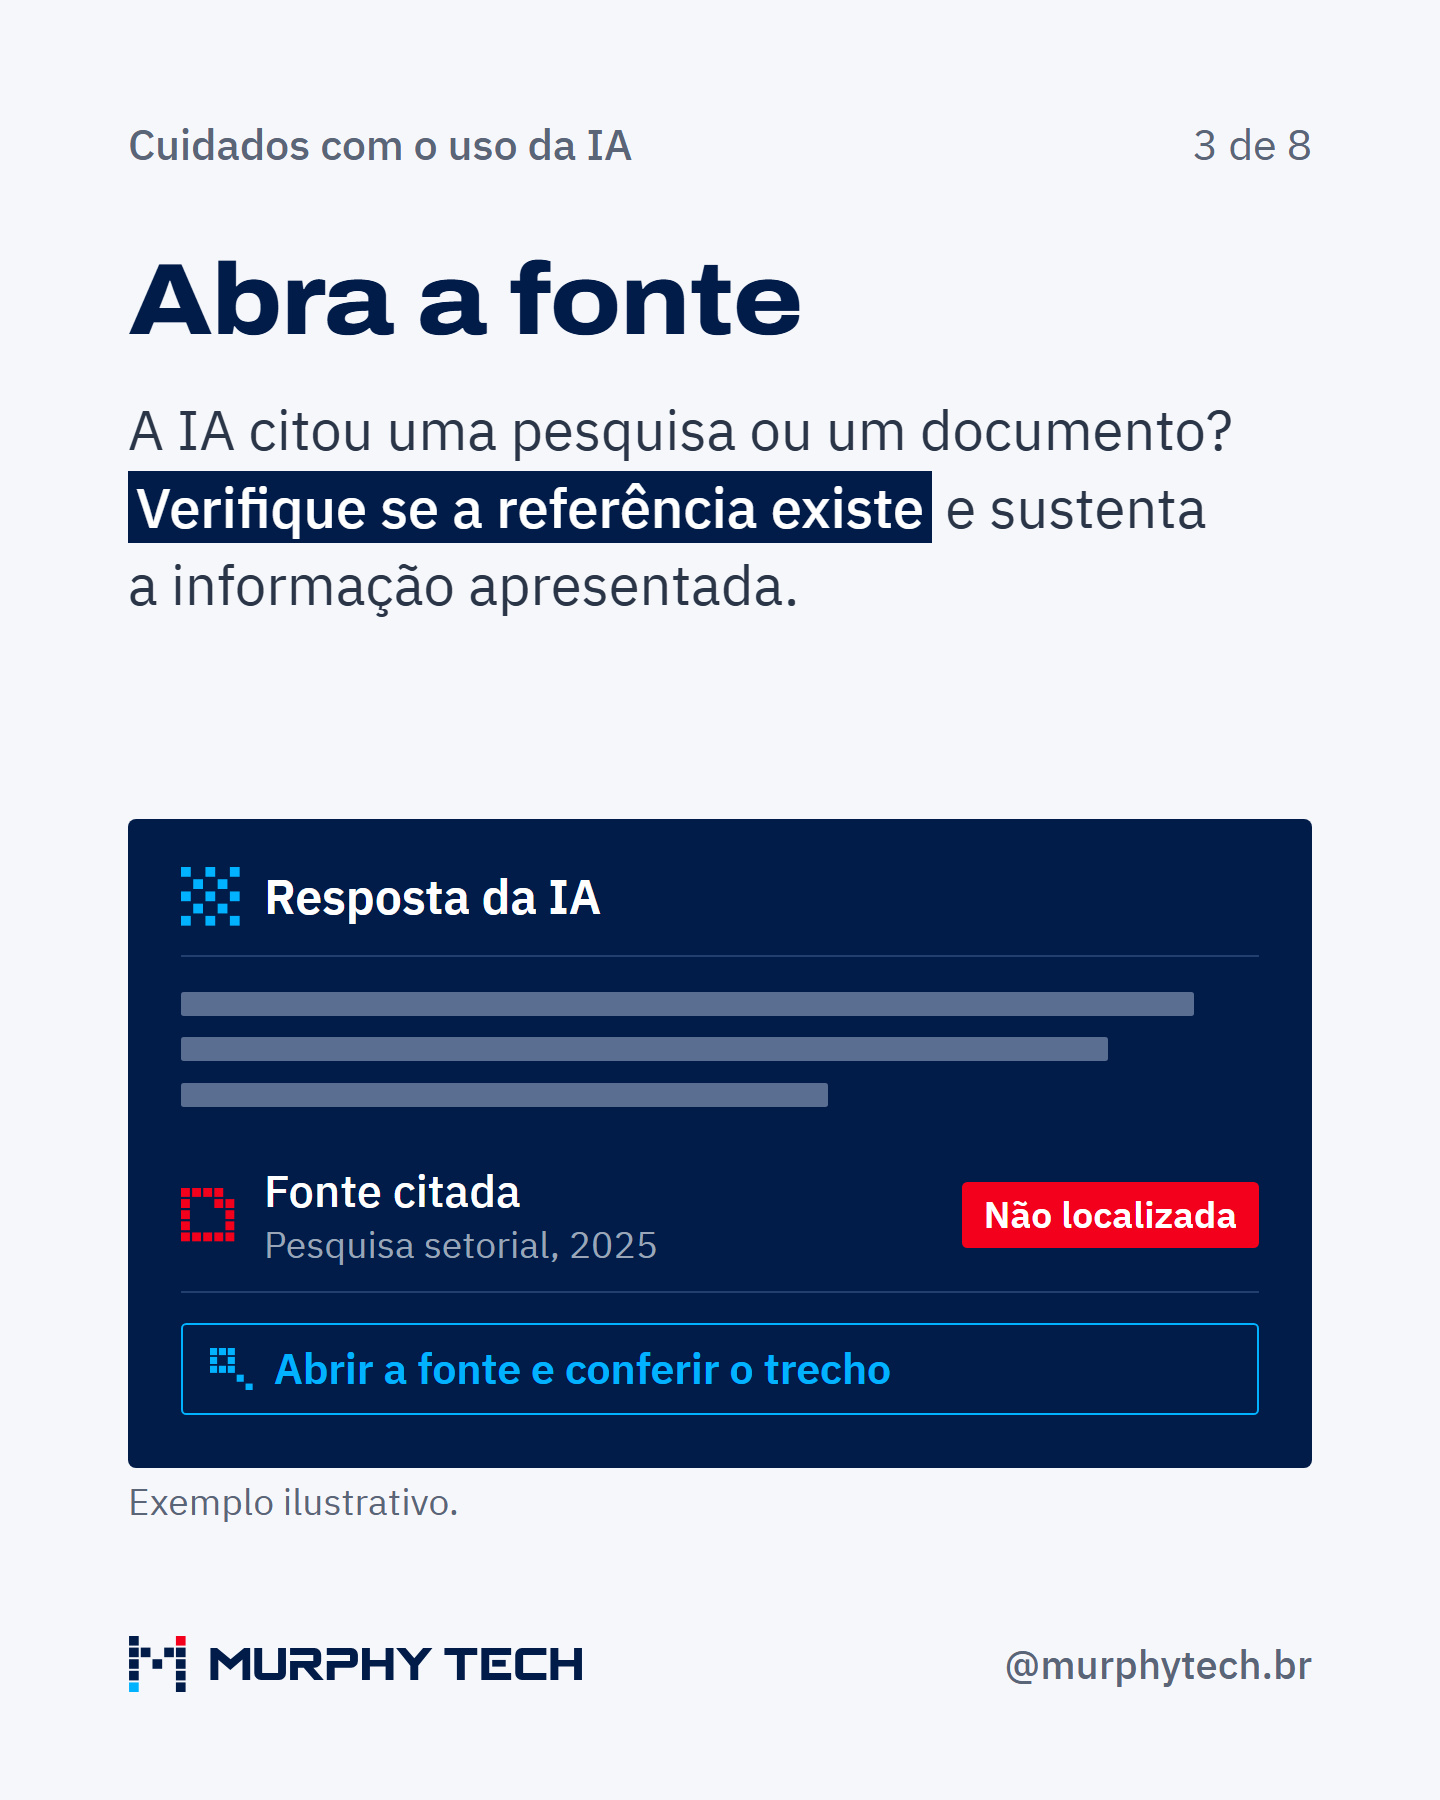 Cuidados com o uso da IA
3 de 8
Abra a fonte
A IA citou uma pesquisa ou um documento?
Verifique se a referência existe e sustenta
a informação apresentada.
Resposta da IA
Fonte citada
Pesquisa setorial, 2025
Não localizada
Abrir a fonte e conferir o trecho
Exemplo ilustrativo.
MURPHY TECH
@murphytech.br